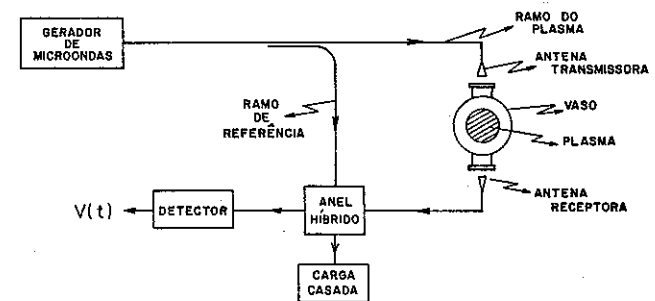 GERADOR
DE
MICROONDAS
RAMO DO
PLASMA
ANTENA
TRANSMISSORA
VASO
PLASMA
RAMO
DE
REFERÊNCIA
ANTENA
RECEPTORA
ANEL
HÍBRIDO
DETECTOR
V(t)
CARGA
CASADA